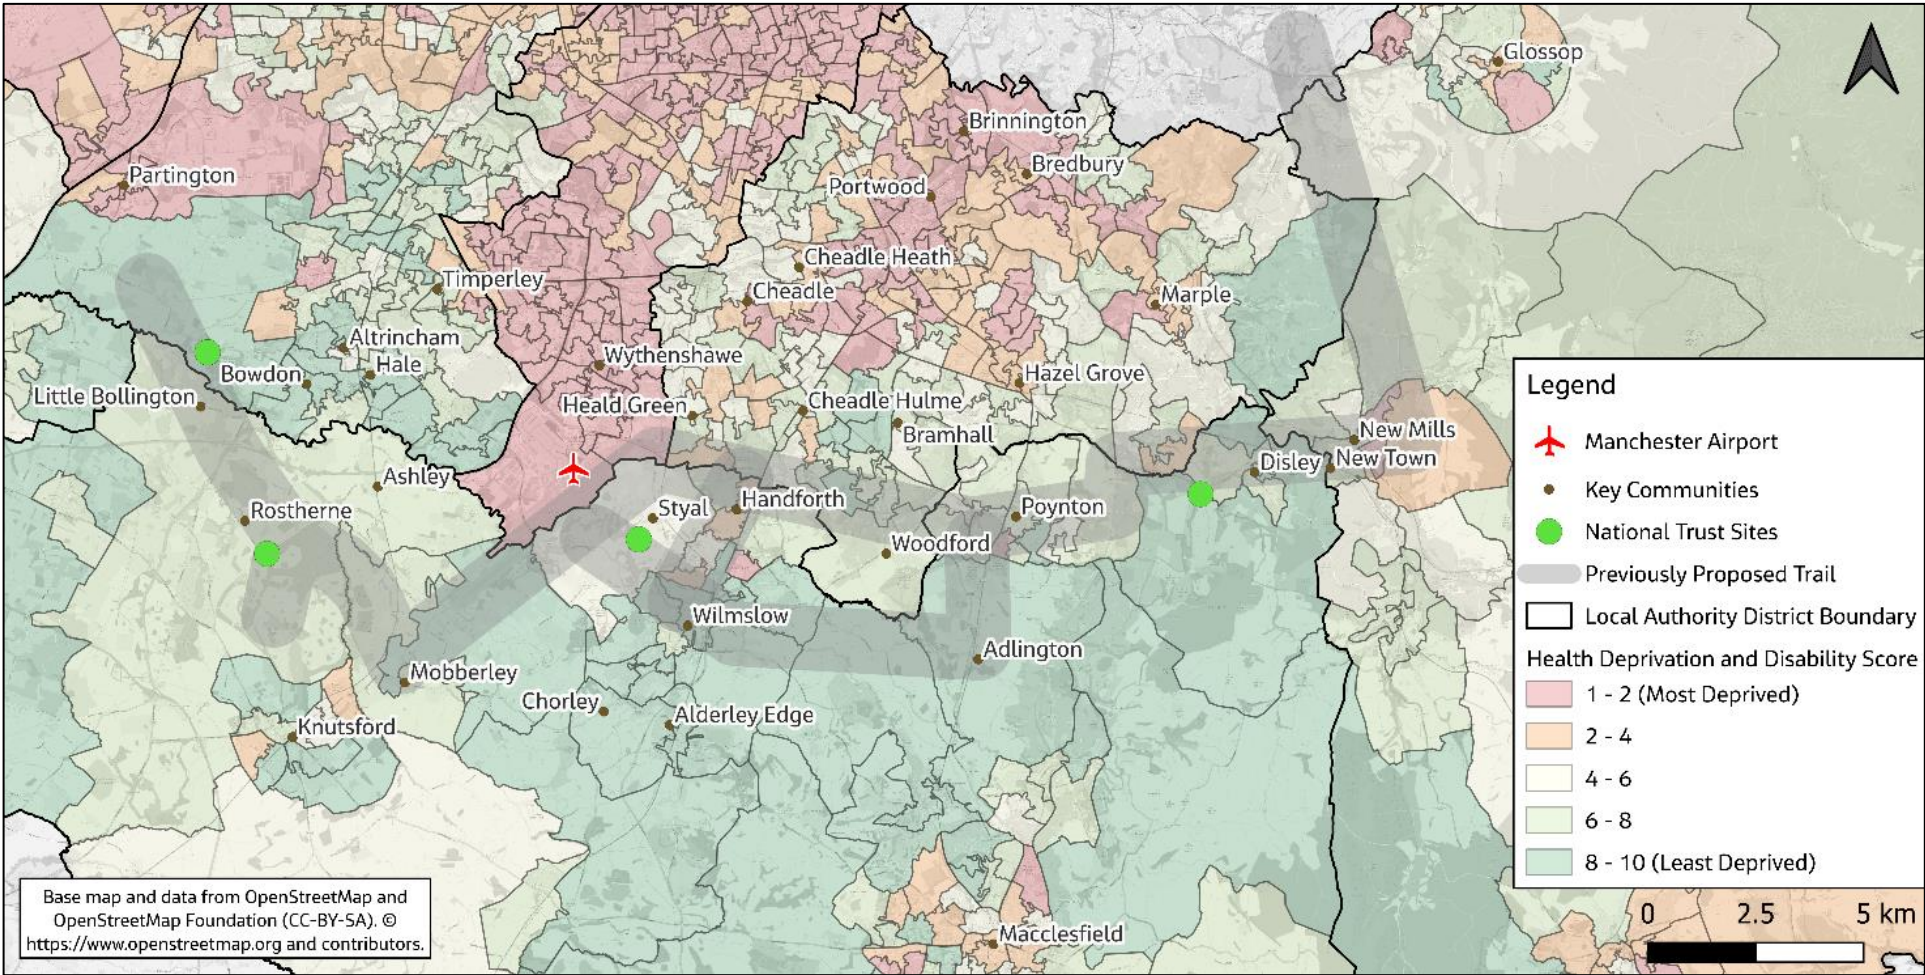 Glossop
Brinnington
Bredbury
Partington
Portwood
Cheadle Heath
Timperley
Cheadle
Marple
Altrincham
Wythenshawe
Hale
Bowdon
Hazel Grove
Little Bollington
Heald Green
Cheadle Hulme
Bramhall
New Mills
New Town
Disley
Ashley
Handforth
Styal
Poynton
Rostherne
Woodford
Wilmslow
Adlington
Mobberley
Chorley
Alderley Edge
Knutsford
Macclesfield
Legend
Manchester Airport
Key Communities
National Trust Sites
Previously Proposed Trail
Local Authority District Boundary
Health Deprivation and Disability Score
1 - 2 (Most Deprived)
2 - 4
4 - 6
6 - 8
8 - 10 (Least Deprived)
0 2.5 5 km
Base map and data from OpenStreetMap and
OpenStreetMap Foundation (CC-BY-SA). ©
https://www.openstreetmap.org and contributors.